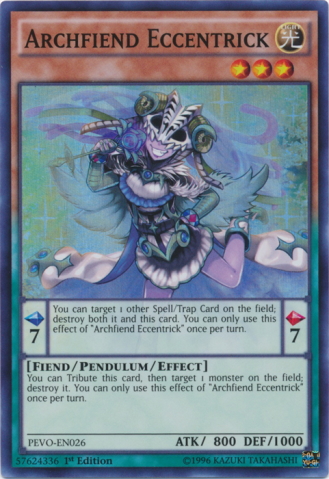 ARCHFIEND ECCENTRICK
LIGHT
光
You can target 1 other Spell/Trap Card on the field;
destroy both it and this card. You can only use this
effect of "Archfiend Eccentrick" once per turn.
7
7
[FIEND/PENDULUM/EFFECT]
You can Tribute this card, then target 1 monster on the field;
destroy it. You can only use this effect of "Archfiend Eccentrick"
once per turn.
PEVO-EN026
ATK/ 800 DEF/1000
57624336 1st Edition
©1996 KAZUKI TAKAHASHI